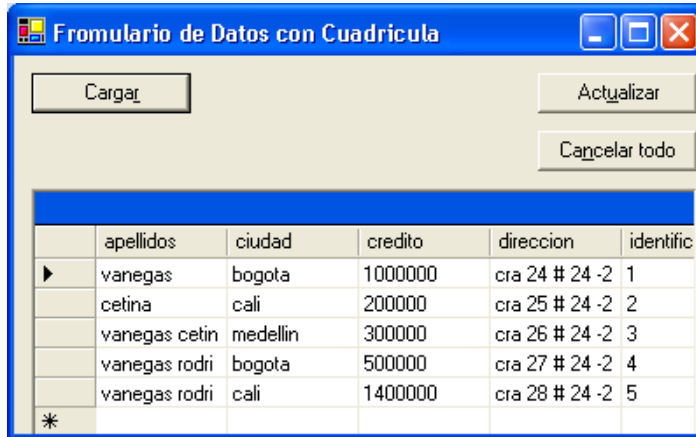 Fromulario de Datos con Cuadricula
Cargar
Actualizar
Cancelar todo
apellidos ciudad credito direccion identific
vanegas bogota 1000000 cra 24 # 24 -2 1
cetina cali 200000 cra 25 # 24 -2 2
vanegas cetin medellin 300000 cra 26 # 24 -2 3
vanegas rodri bogota 500000 cra 27 # 24 -2 4
vanegas rodri cali 1400000 cra 28 # 24 -2 5